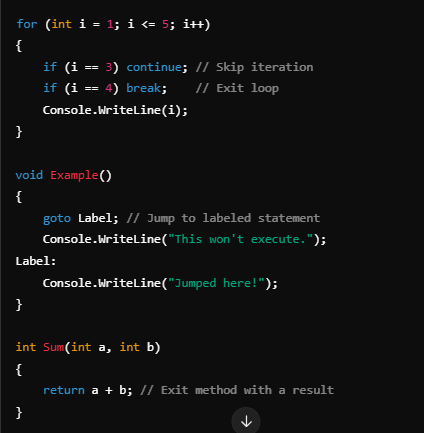 for (int i = 1; i <= 5; i++)
{
    if (i == 3) continue; // Skip iteration
    if (i == 4) break;    // Exit loop
    Console.WriteLine(i);
}

void Example()
{
    goto Label; // Jump to labeled statement
    Console.WriteLine("This won't execute.");
Label:
    Console.WriteLine("Jumped here!");
}

int Sum(int a, int b)
{
    return a + b; // Exit method with a result
}